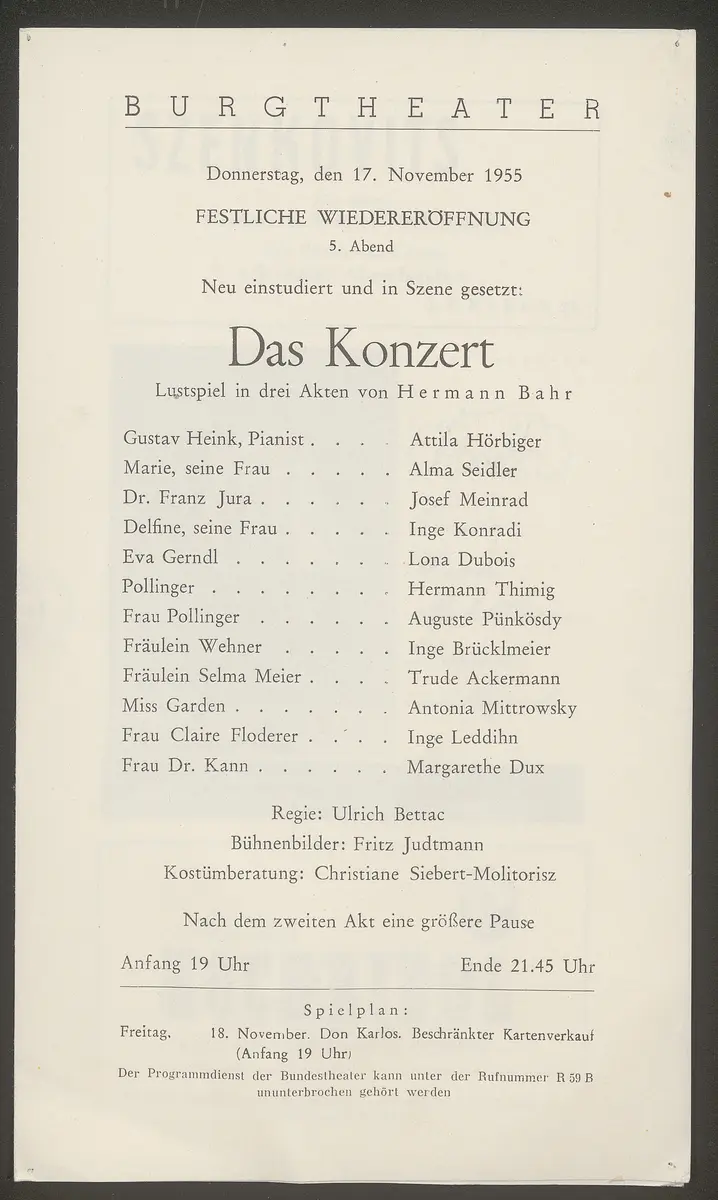 BURGTHEATER
Donnerstag, den 17. November 1955
FESTLICHE WIEDERERÖFFNUNG
5. Abend
Neu einstudiert und in Szene gesetzt:
Das Konzert
Lustspiel in drei Akten von Hermann Bahr
Gustav Heink, Pianist . . . . Attila Hörbiger
Marie, seine Frau . . . . . Alma Seidler
Dr. Franz Jura . . . . . . Josef Meinrad
Delfine, seine Frau . . . . . Inge Konradi
Eva Gerndl . . . . . . . Lona Dubois
Pollinger . . . . . . . . Hermann Thimig
Frau Pollinger . . . . . . Auguste Pünkösdy
Fräulein Wehner . . . . . Inge Brücklmeier
Fräulein Selma Meier . . . . Trude Ackermann
Miss Garden . . . . . . . Antonia Mittrowsky
Frau Claire Floderer . . . . Inge Leddihn
Frau Dr. Kann . . . . . . Margarethe Dux
Regie: Ulrich Bettac
Bühnenbilder: Fritz Judtmann
Kostümberatung: Christiane Siebert-Molitorisz
Nach dem zweiten Akt eine größere Pause
Anfang 19 Uhr Ende 21.45 Uhr
Spielplan:
Freitag, 18. November. Don Karlos. Beschränkter Kartenverkauf
(Anfang 19 Uhr)
Der Programmdienst der Bundestheater kann unter der Rufnummer R 59 B
ununterbrochen gehört werden